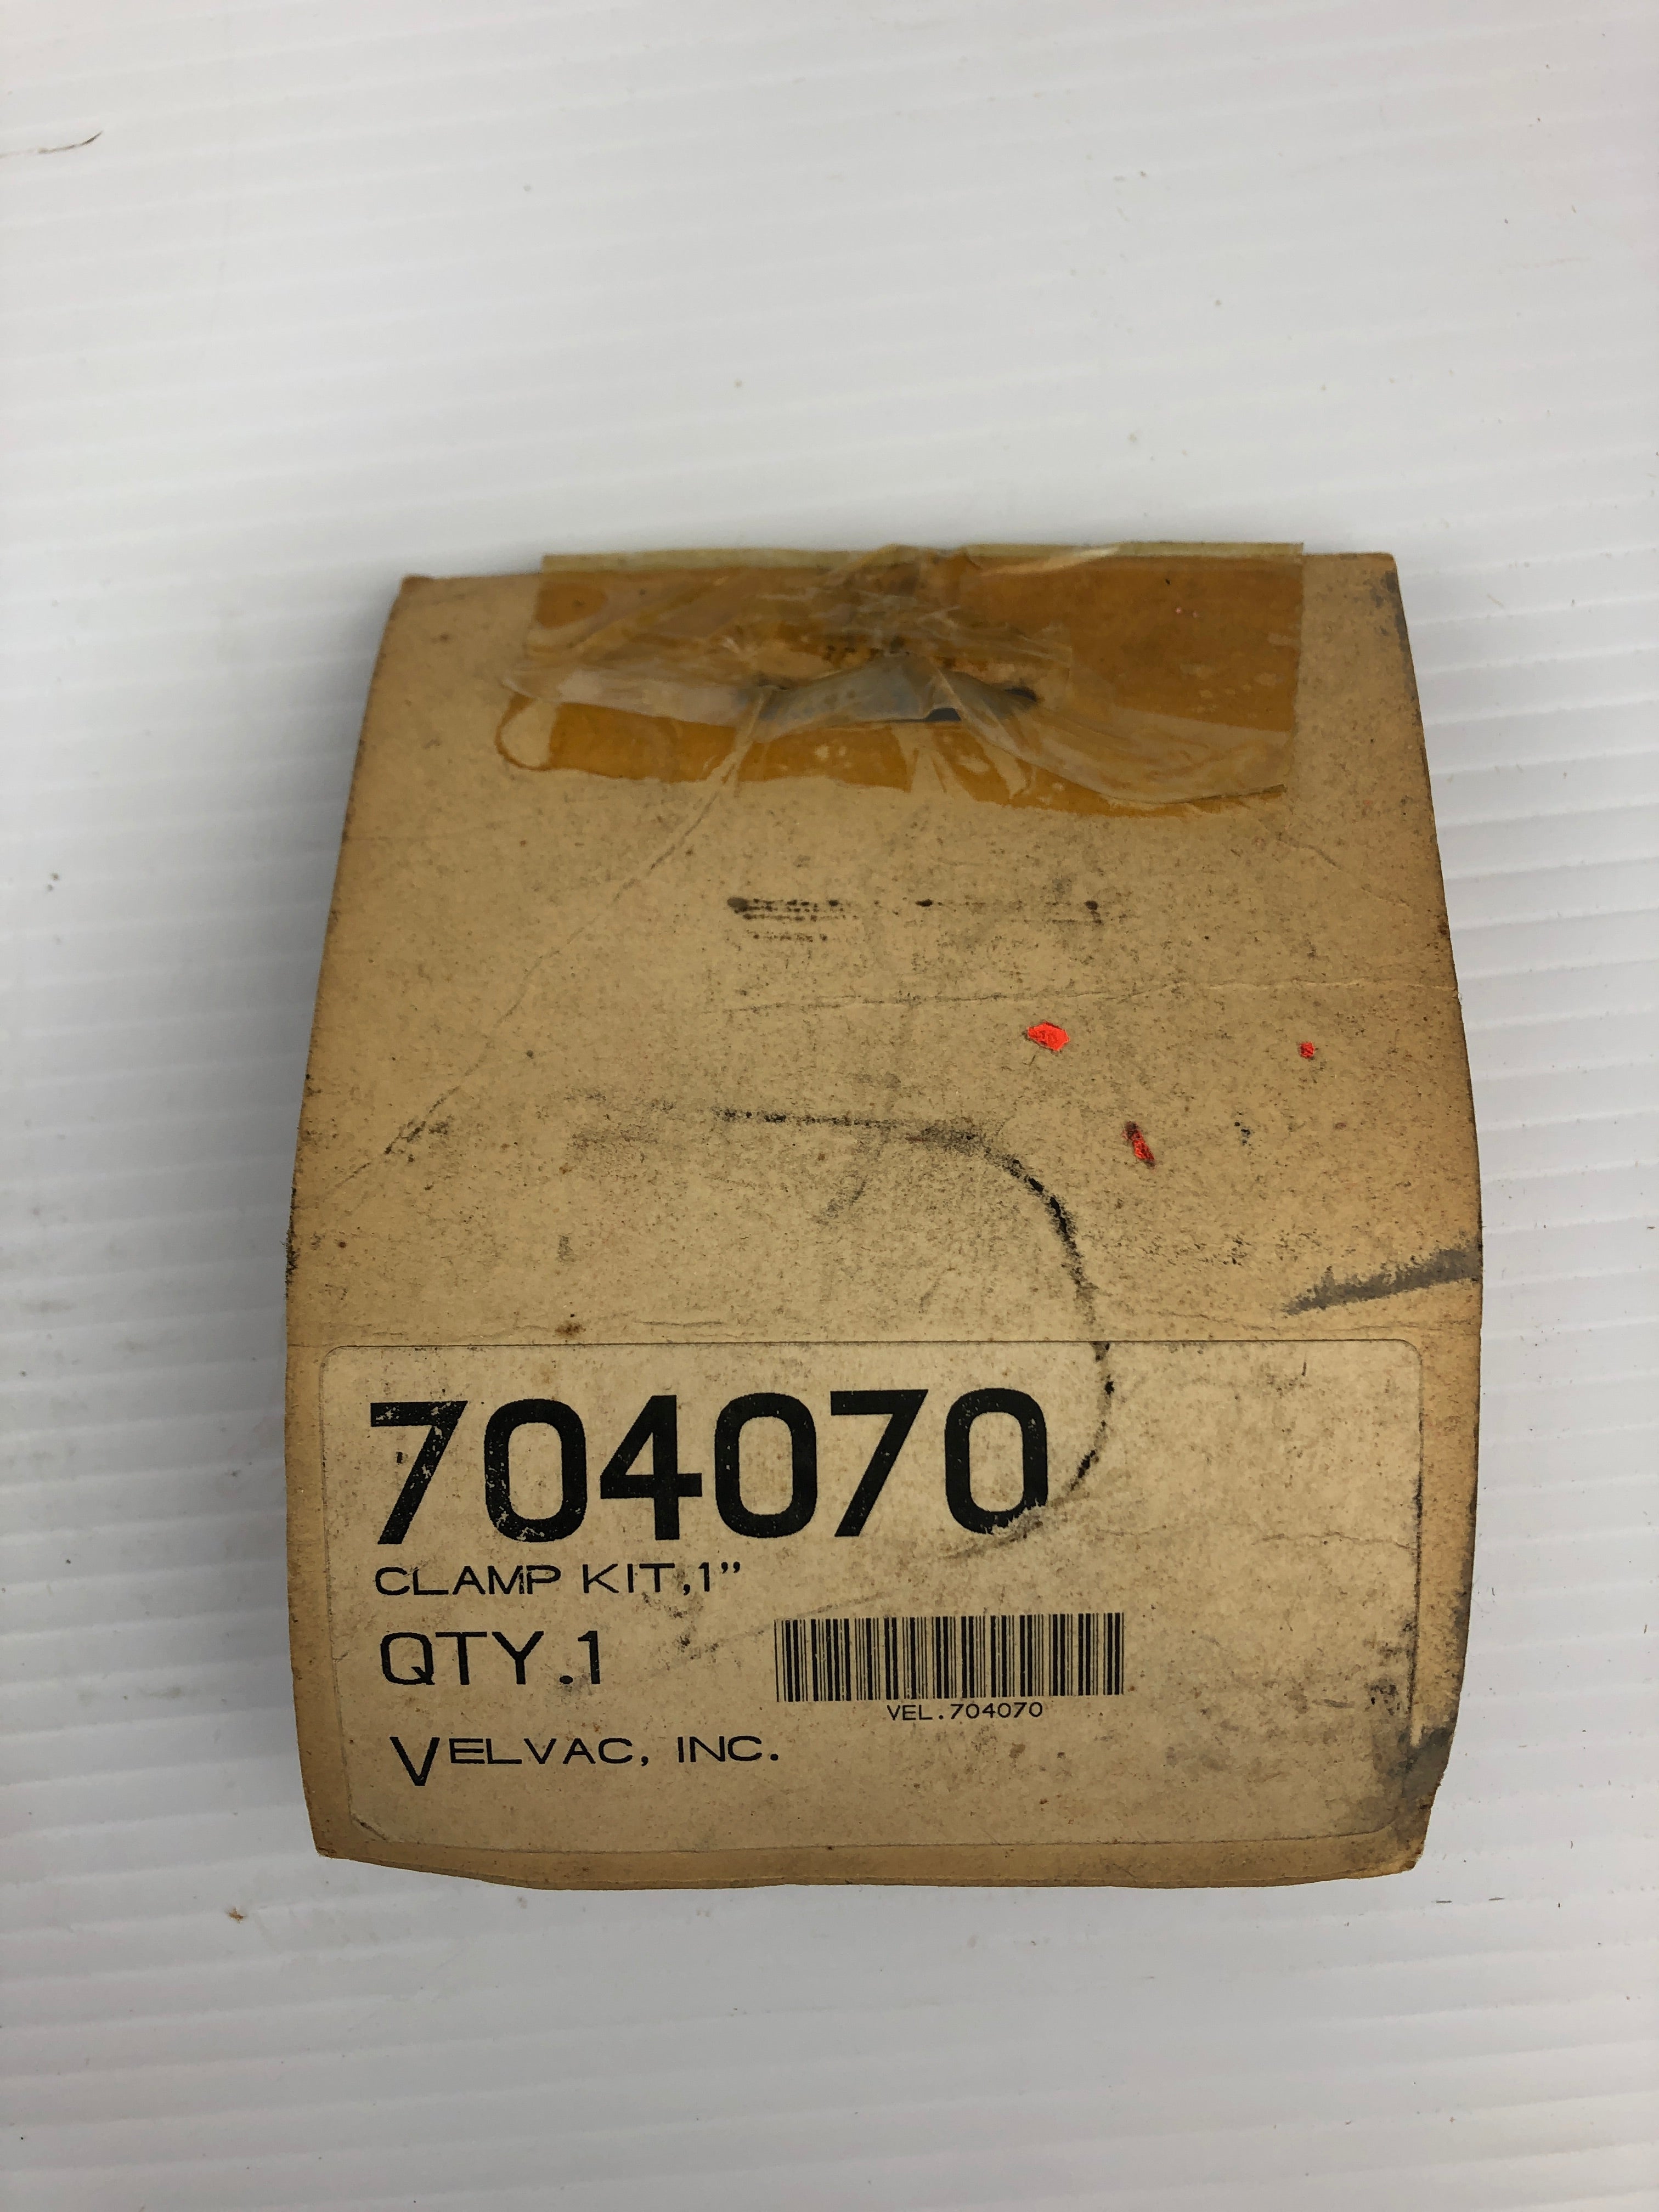 704070
CLAMP KIT,1”
QTY.1
VEL.704070
VELVAC, INC.